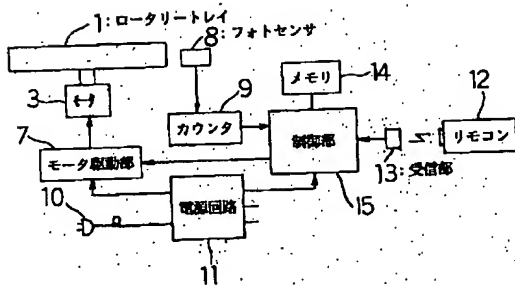 1:ロータリートレイ
8:フォトセンサ
3
メモリ
14
9
12
カウンタ
制御部
リモコン
7
モータ駆動部
13:受信部
10
電源回路
15
11